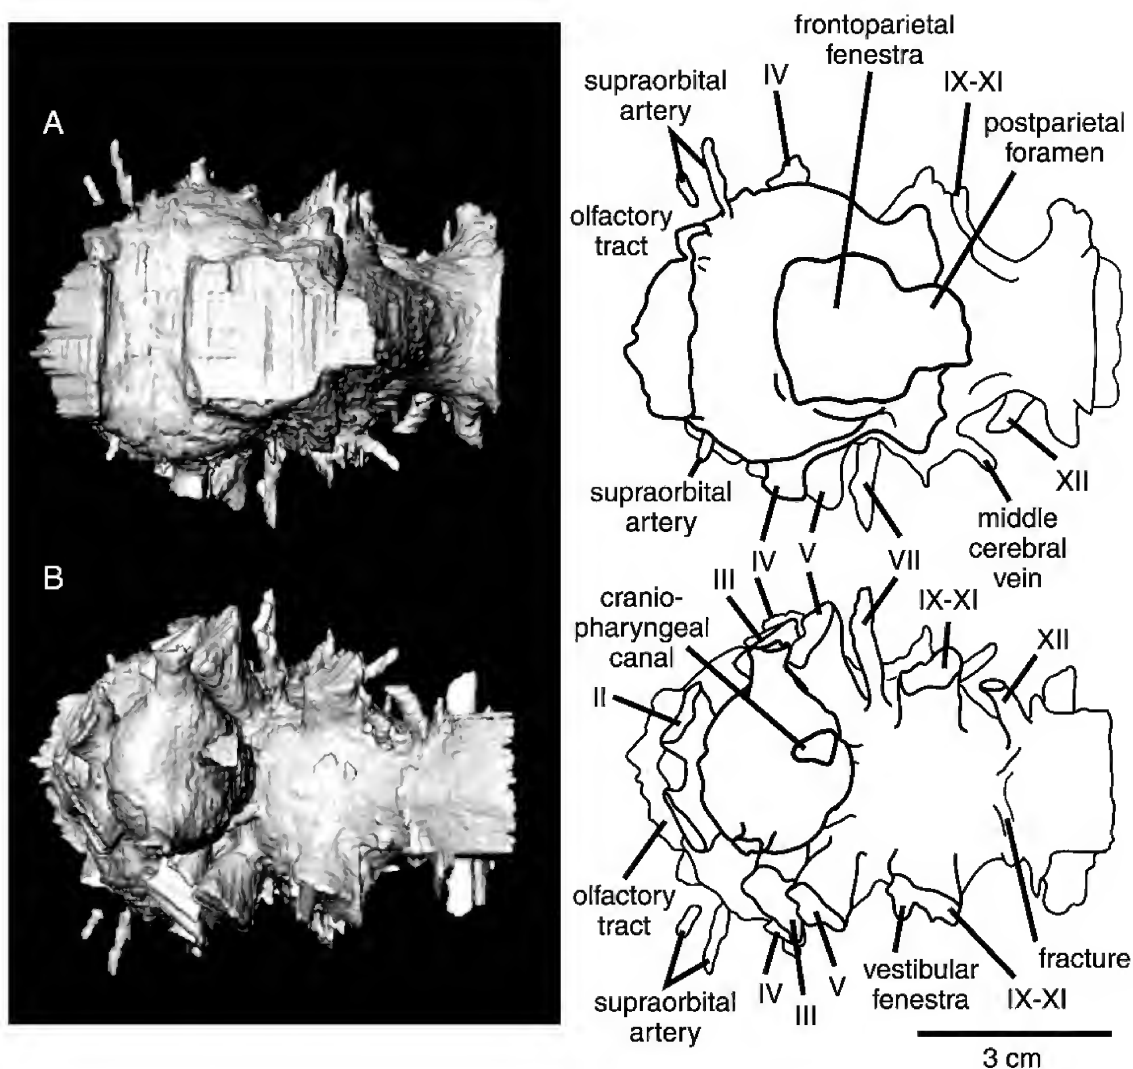 A
frontoparietal
fenestra
supraorbital
artery
IV
IX-XI
postparietal
foramen
olfactory
tract
supraorbital
artery
IV
V
VII
middle
cerebral
vein
XII
B
cranio-
pharyngeal
canal
III
IX-XI
XII
II
olfactory
tract
supraorbital
artery
IV
III
V
vestibular
fenestra
IX-XI
fracture
3 cm